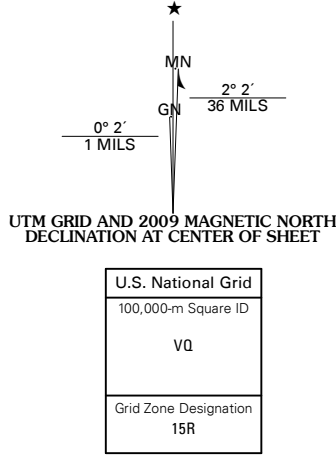 MN
2° 2´
36 MILS
GN
0° 2´
1 MILS
UTM GRID AND 2009 MAGNETIC NORTH
DECLINATION AT CENTER OF SHEET
U.S. National Grid
100,000-m Square ID
VQ
Grid Zone Designation
15R